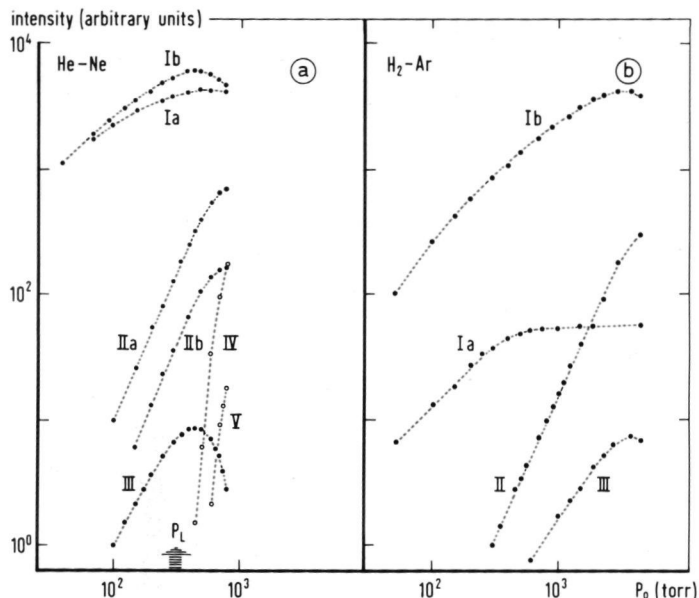 intensity (arbitrary units)
10⁴
He-Ne
a
H₂-Ar
b
Ib
Ia
Ib
10²
IIa
IIb
IV
Ia
V
III
II
III
P_L
10⁰
10²
10³
10²
10³
P₀ (torr)